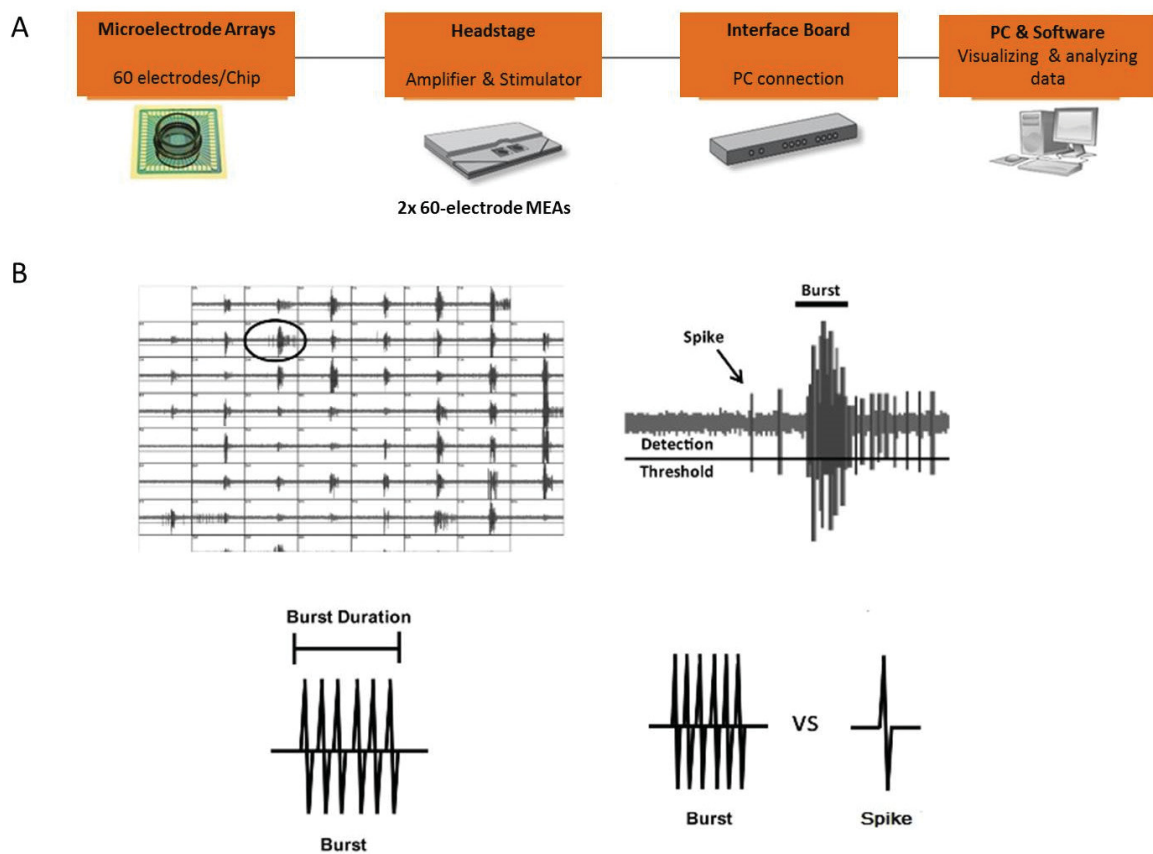 A
Microelectrode Arrays
60 electrodes/Chip
Headstage
Amplifier & Stimulator
2x 60-electrode MEAs
Interface Board
PC connection
PC & Software
Visualizing & analyzing
data
B
Burst
Spike
Detection
Threshold
Burst Duration
Burst
VS
Burst
Spike